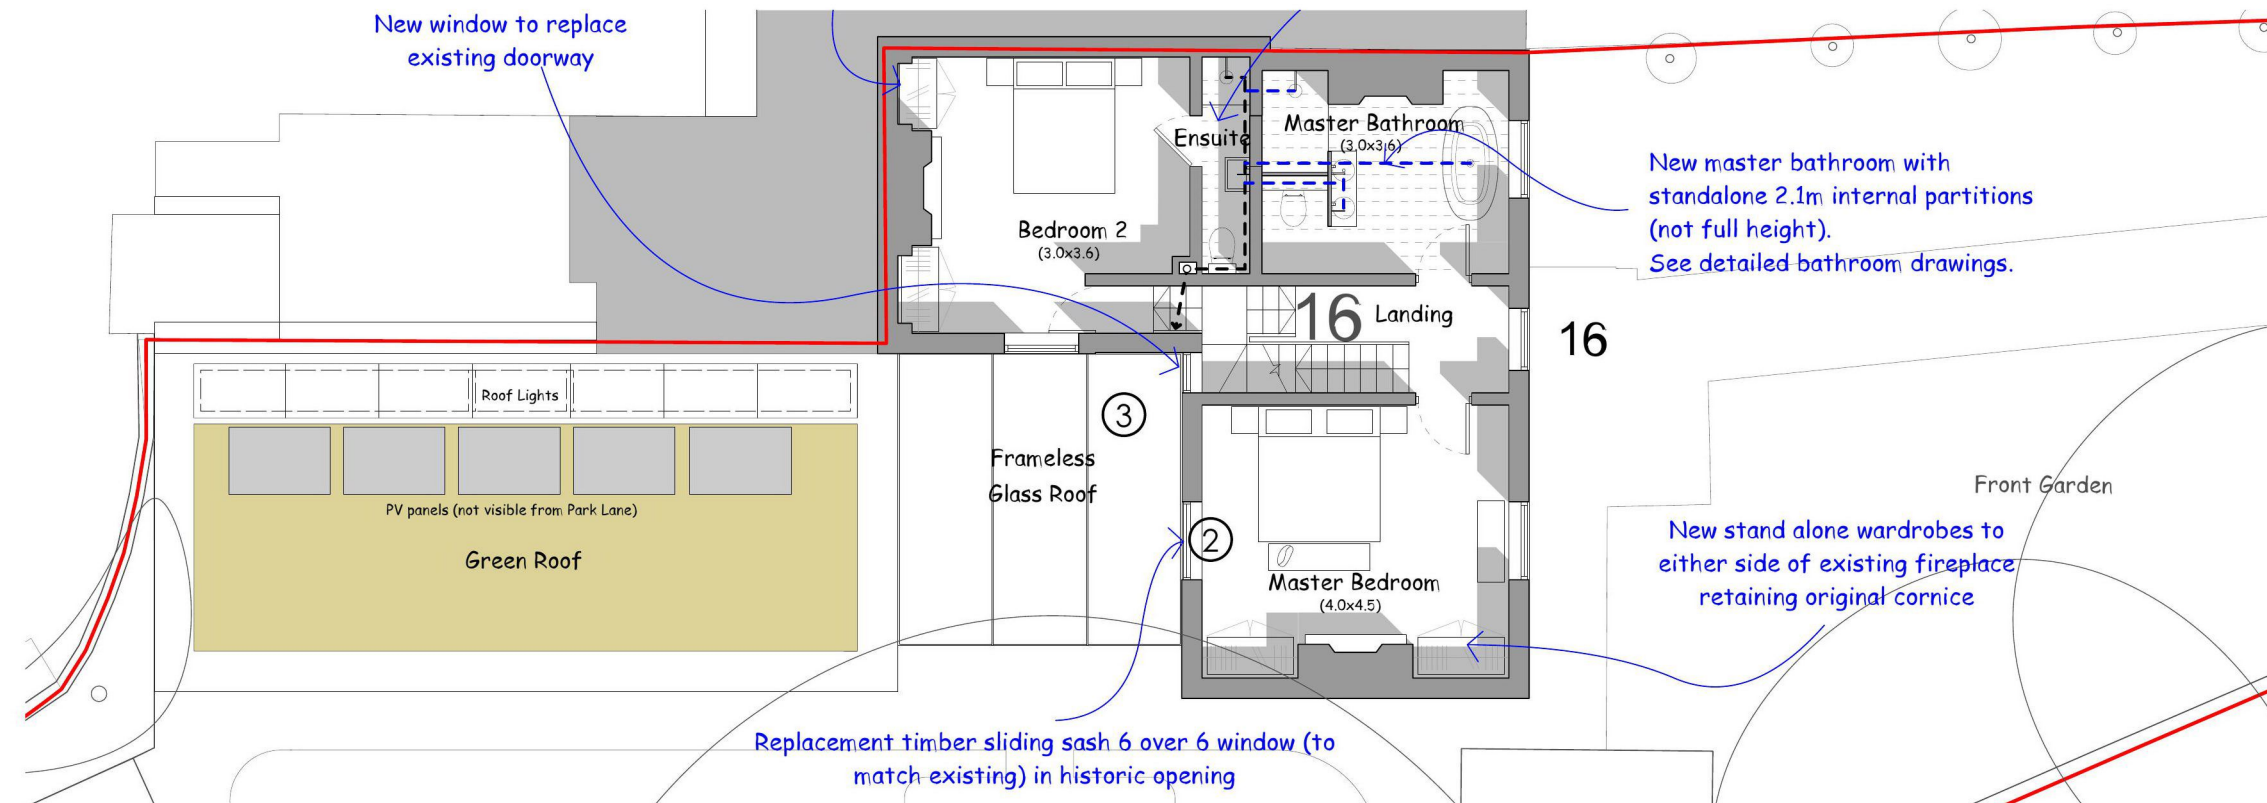 New window to replace
existing doorway
Ensuite
Master Bathroom
(3.0x3.6)
New master bathroom with
standalone 2.1m internal partitions
(not full height).
See detailed bathroom drawings.
Bedroom 2
(3.0x3.6)
16
Landing
16
Roof Lights
3
Frameless
Glass Roof
PV panels (not visible from Park Lane)
Green Roof
2
Master Bedroom
(4.0x4.5)
Front Garden
New stand alone wardrobes to
either side of existing fireplace
retaining original cornice
Replacement timber sliding sash 6 over 6 window (to
match existing) in historic opening